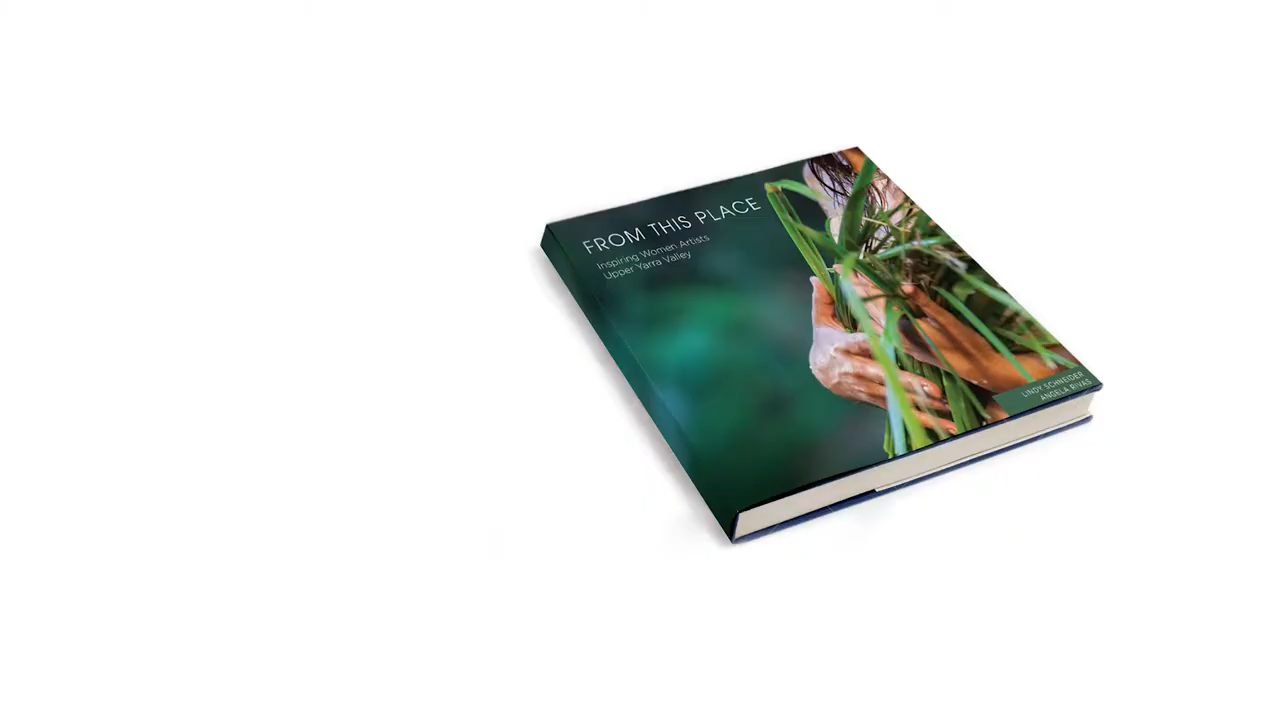 FROM THIS PLACE
Inspiring Women Artists
Upper Yarra Valley
LINDY SCHNEIDER
ANGELA RIVAS